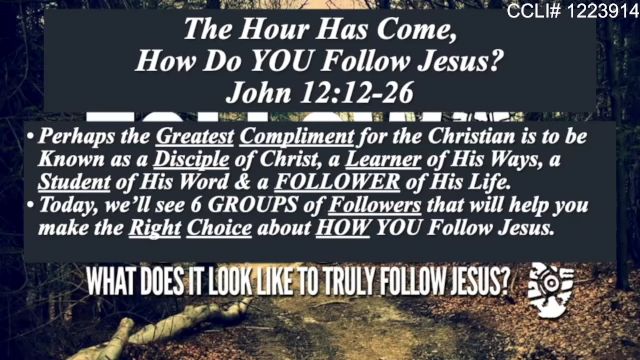 CCLI# 1223914
The Hour Has Come,
How Do YOU Follow Jesus?
John 12:12-26
• Perhaps the Greatest Compliment for the Christian is to be
Known as a Disciple of Christ, a Learner of His Ways, a
Student of His Word & a FOLLOWER of His Life.
• Today, we'll see 6 GROUPS of Followers that will help you
make the Right Choice about HOW YOU Follow Jesus.
WHAT DOES IT LOOK LIKE TO TRULY FOLLOW JESUS?